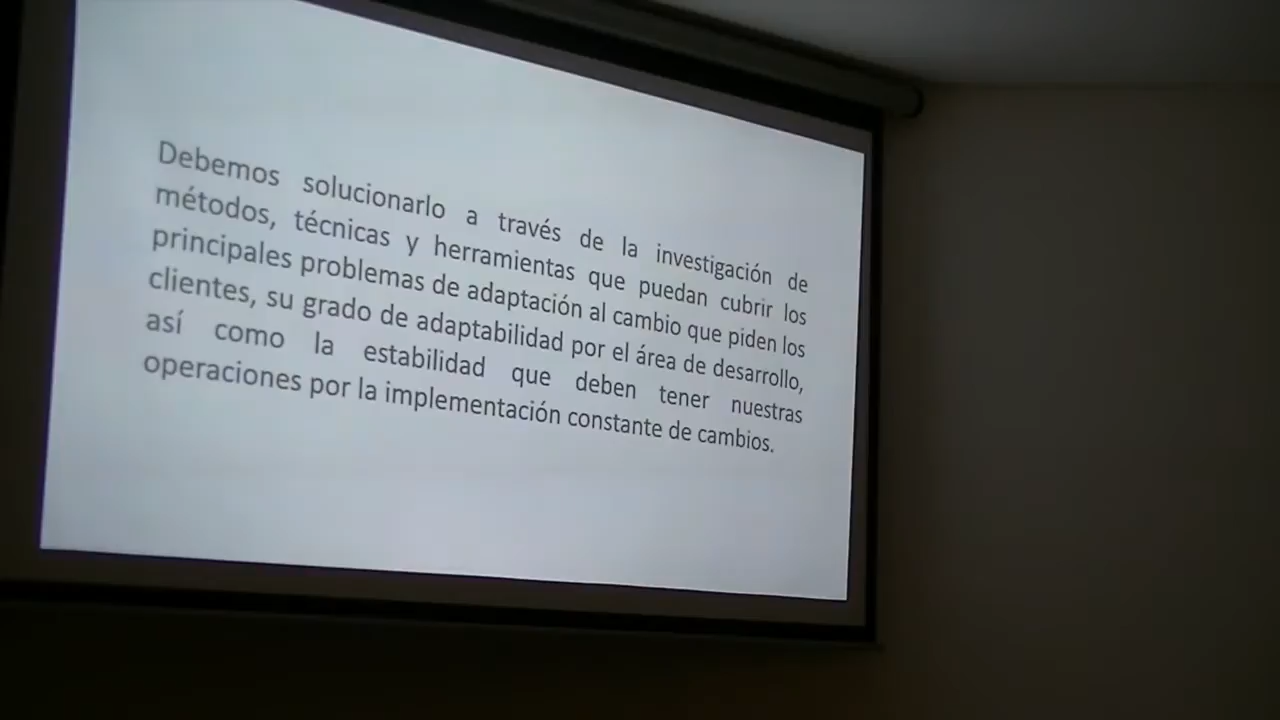 Debemos solucionarlo a través de la investigación de
métodos, técnicas y herramientas que puedan cubrir los
principales problemas de adaptación al cambio que piden los
clientes, su grado de adaptabilidad por el área de desarrollo,
así como la estabilidad que deben tener nuestras
operaciones por la implementación constante de cambios.